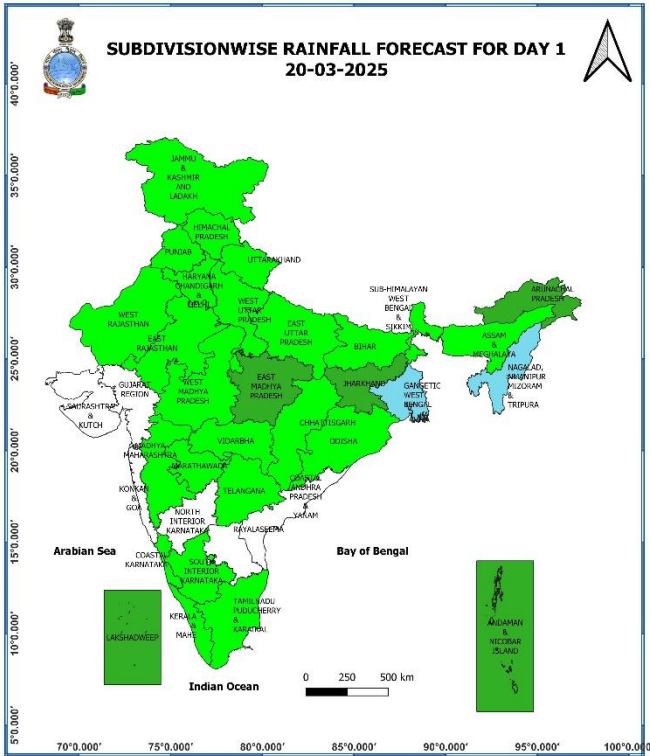 SUBDIVISIONWISE RAINFALL FORECAST FOR DAY 1
20-03-2025
40°0.000'
35°0.000'
30°0.000'
25°0.000'
20°0.000'
15°0.000'
10°0.000'
5°0.000'
JAMMU
&
KASHMIR
AND
LADAKH
HIMACHAL
PRADESH
PUNJAB
UTTARAKHAND
HARYANA
CHANDIGARH
&
DELHI
WEST
UTTAR
PRADESH
SUB-HIMALAYAN
WEST
BENGAL
&
SIKKIM
ARUNACHAL
PRADESH
WEST
RAJASTHAN
EAST
RAJASTHAN
EAST
UTTAR
PRADESH
BIHAR
ASSAM
&
MEGHALAYA
NAGALAD,
MIZORAM
&
TRIPURA
GUJARAT
REGION
SAURASHTRA
&
KUTCH
WEST
MADHYA
PRADESH
EAST
MADHYA
PRADESH
JHARKHAND
GANGETIC
WEST
BENGAL
CHHATTISGARH
ODISHA
VIDARBHA
MADHYA
MAHARASHTRA
MARATHAWADA
KONKAN
&
GOA
TELANGANA
COASTAL
ANDHRA
PRADESH
&
YANAM
NORTH
INTERIOR
KARNATAKA
RAYALASEEMA
Arabian Sea
Bay of Bengal
COASTAL
KARNATAKA
SOUTH
INTERIOR
KARNATAKA
TAMILNADU
PUDUCHERRY
&
KARAIKAL
KERALA
&
MAHE
LAKSHADWEEP
ANDAMAN
&
NICOBAR
ISLAND
Indian Ocean
0 250 500 km
70°0.000' 75°0.000' 80°0.000' 85°0.000' 90°0.000' 95°0.000' 100°0.000'